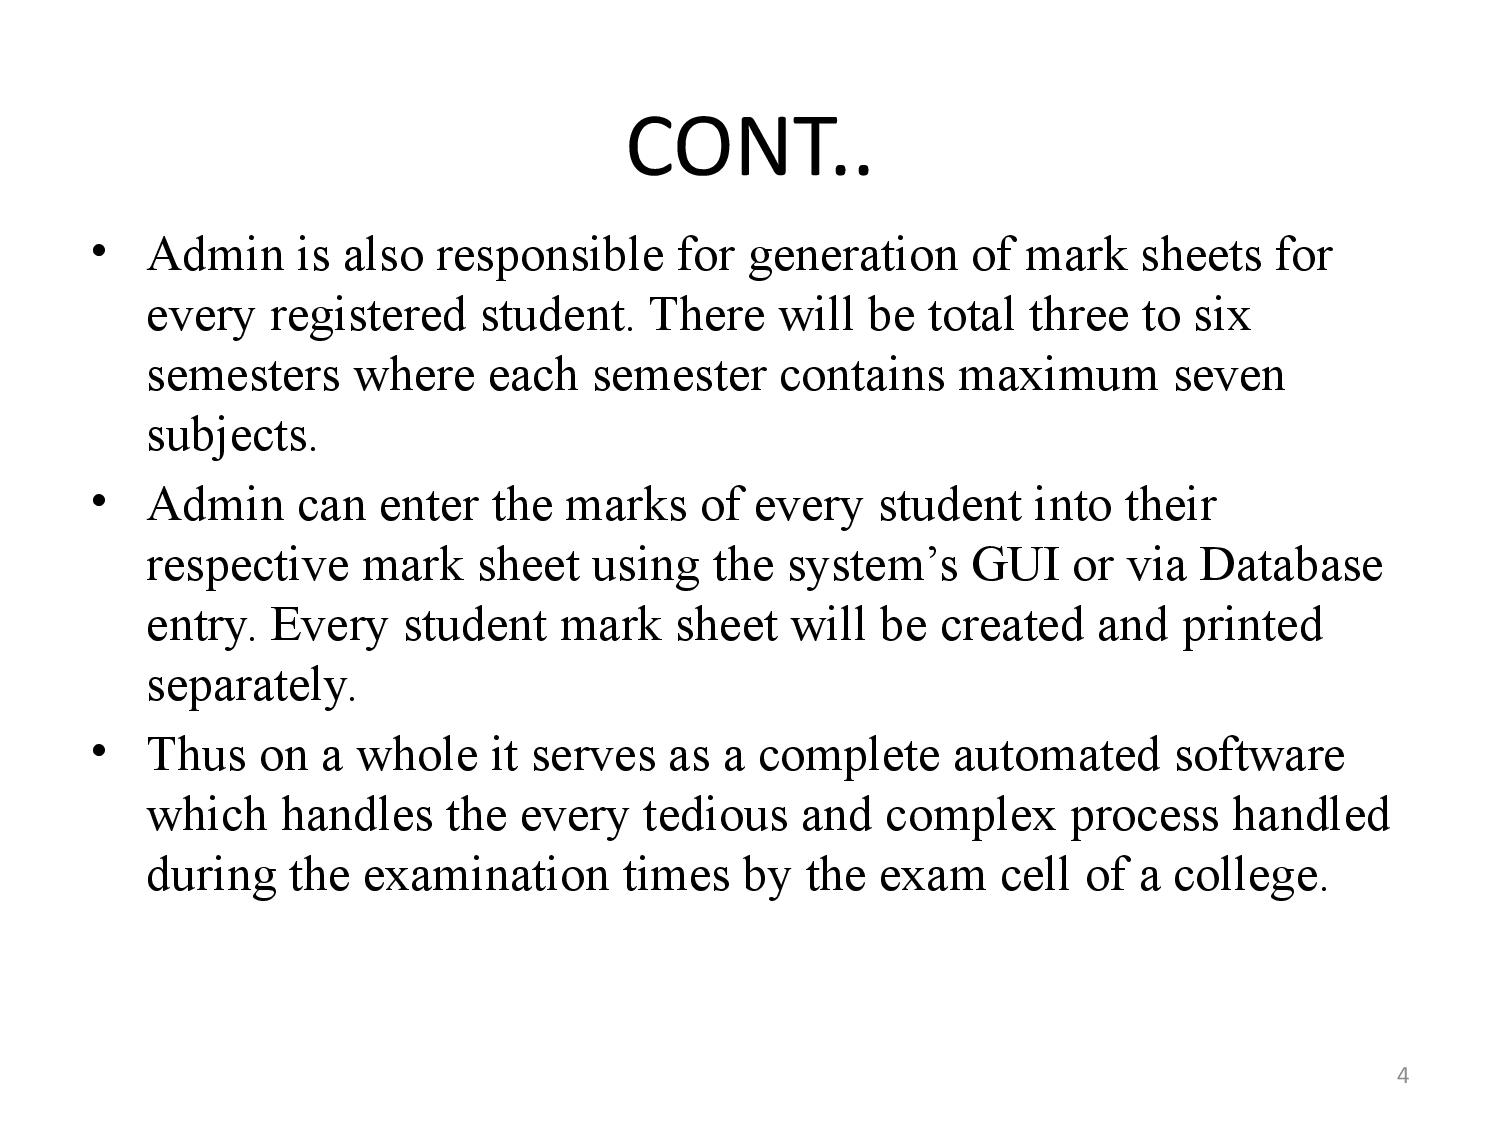 CONT..
• Admin is also responsible for generation of mark sheets for
every registered student. There will be total three to six
semesters where each semester contains maximum seven
subjects.
• Admin can enter the marks of every student into their
respective mark sheet using the system’s GUI or via Database
entry. Every student mark sheet will be created and printed
separately.
• Thus on a whole it serves as a complete automated software
which handles the every tedious and complex process handled
during the examination times by the exam cell of a college.
4